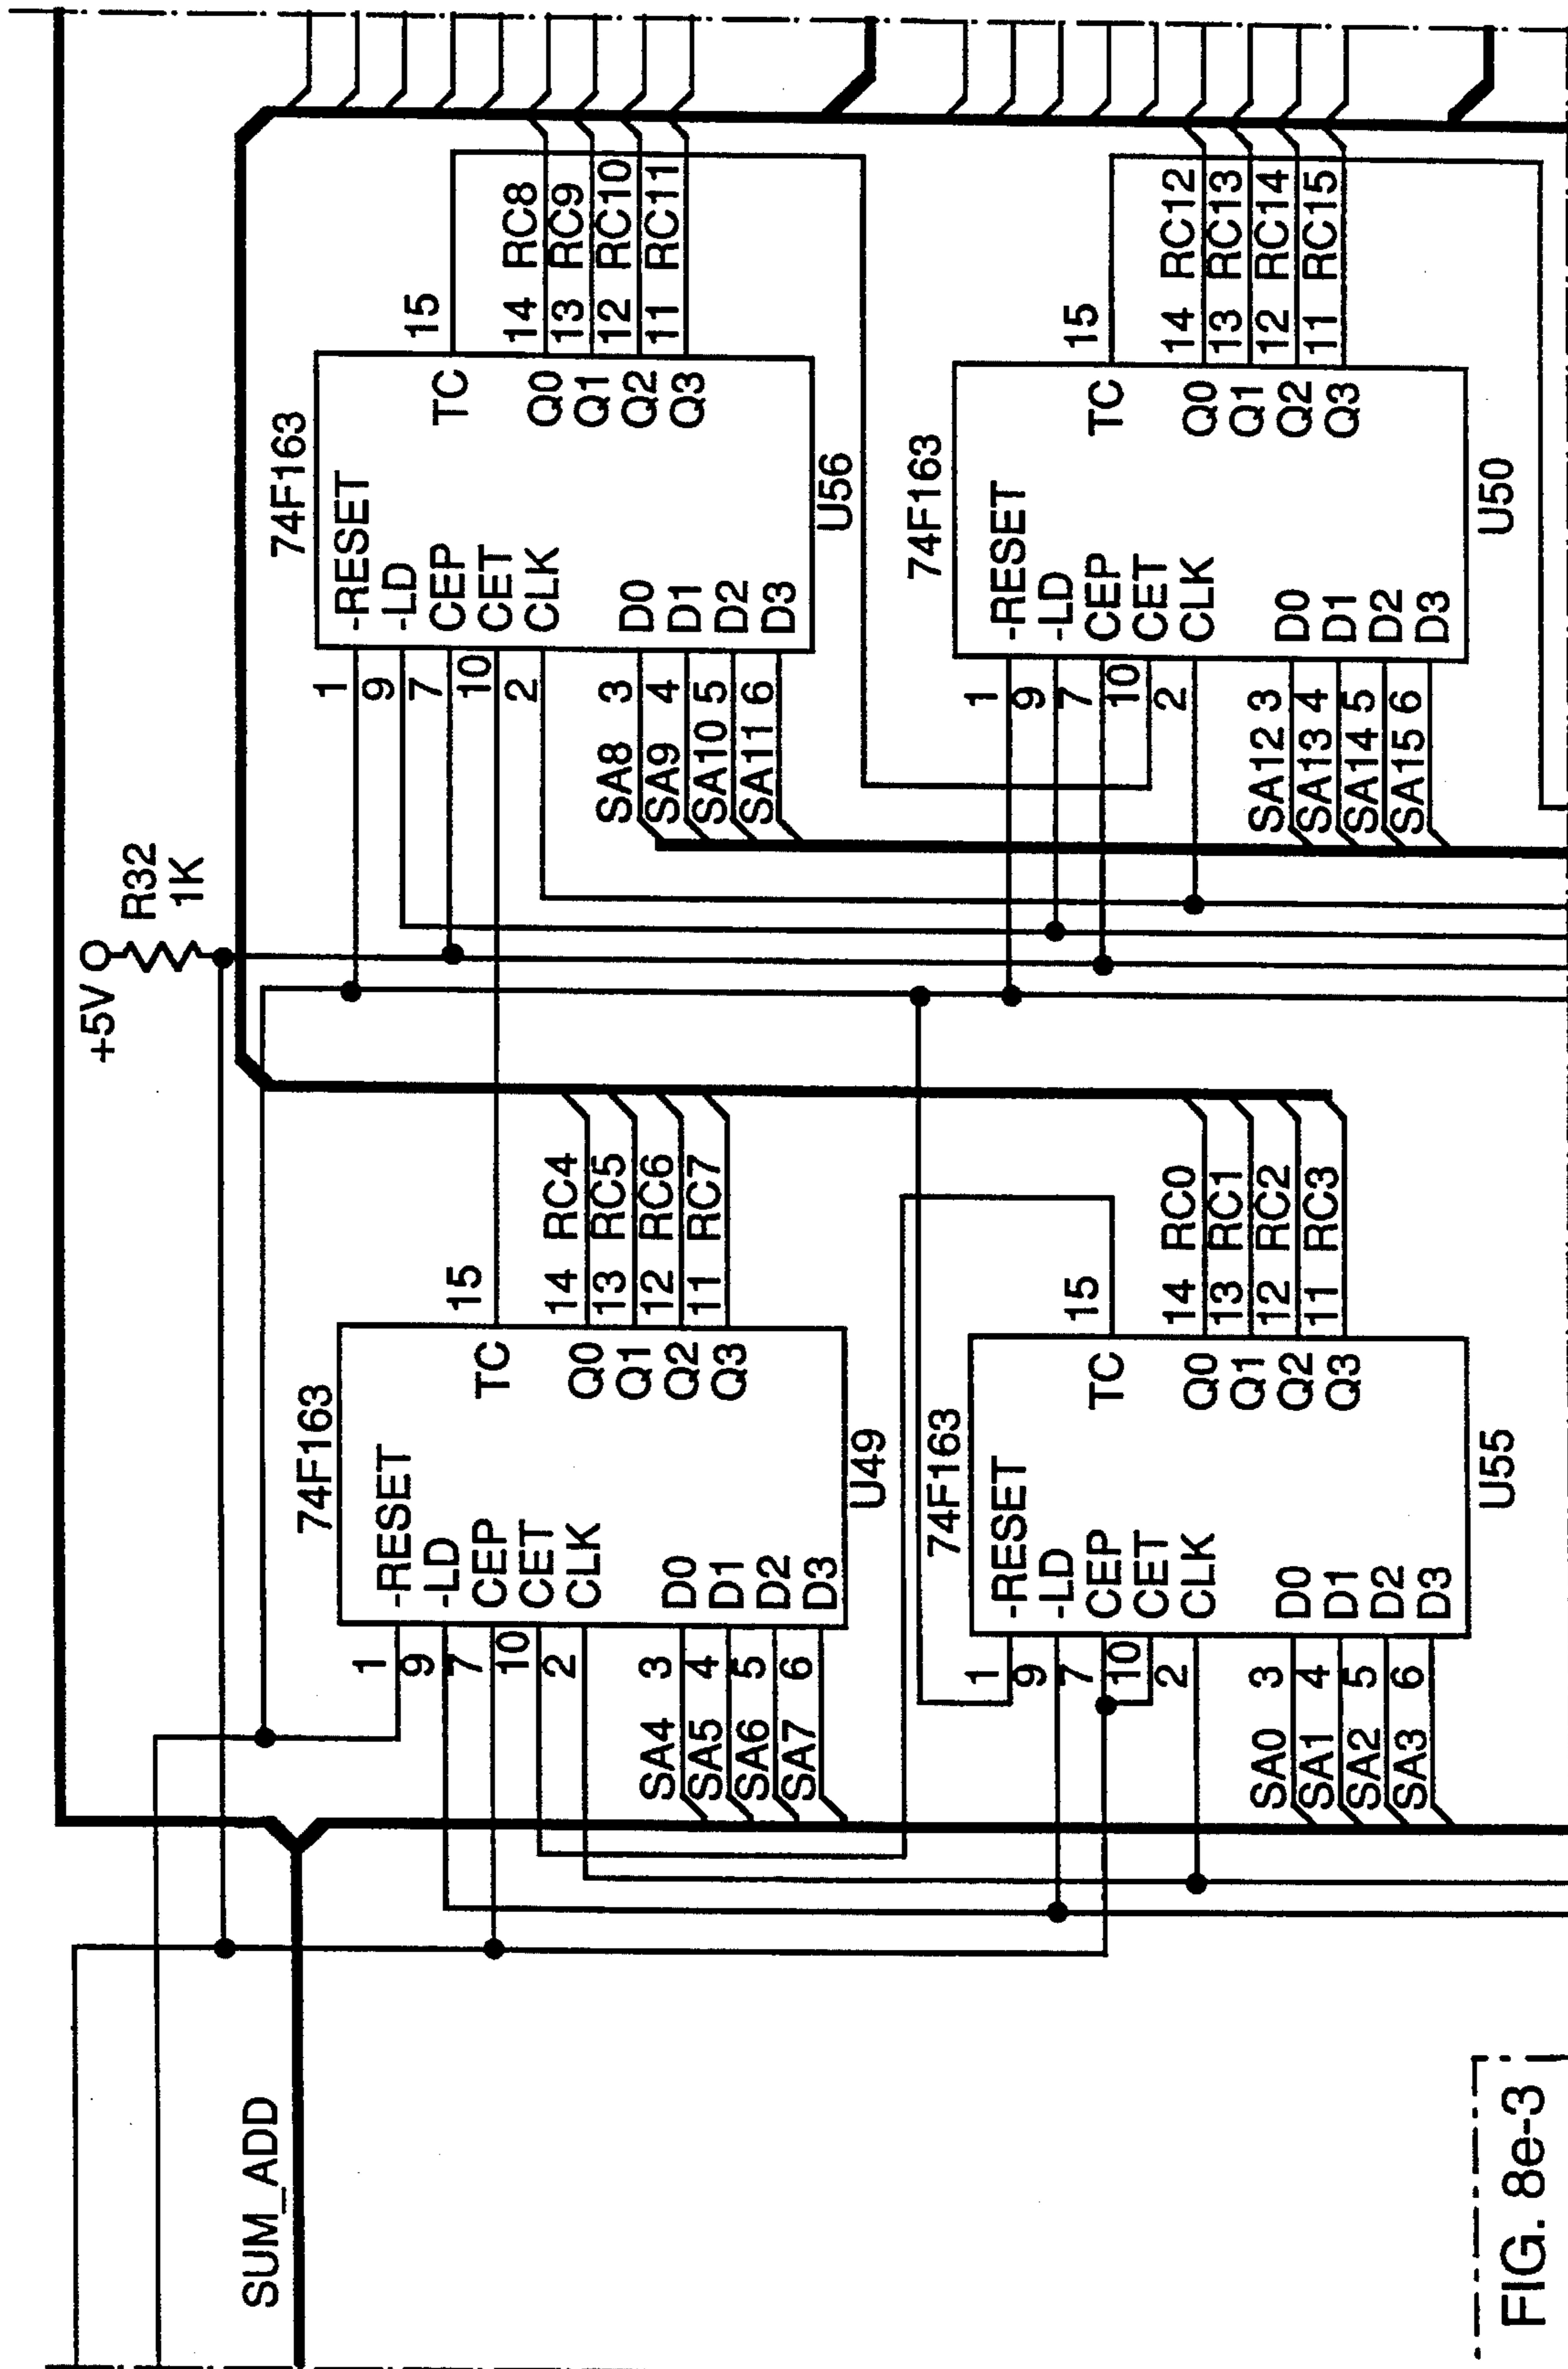 +5V
R32
1K
SUM_ADD
74F163
-RESET
-LD
CEP
CET
CLK
D0
D1
D2
D3
TC
Q0
Q1
Q2
Q3
1
9
7
10
2
SA4 3
SA5 4
SA6 5
SA7 6
15
14 RC4
13 RC5
12 RC6
11 RC7
U49
74F163
-RESET
-LD
CEP
CET
CLK
D0
D1
D2
D3
TC
Q0
Q1
Q2
Q3
1
9
7
10
2
SA8 3
SA9 4
SA10 5
SA11 6
15
14 RC8
13 RC9
12 RC10
11 RC11
U56
74F163
-RESET
-LD
CEP
CET
CLK
D0
D1
D2
D3
TC
Q0
Q1
Q2
Q3
1
9
7
10
2
SA0 3
SA1 4
SA2 5
SA3 6
15
14 RC0
13 RC1
12 RC2
11 RC3
U55
74F163
-RESET
-LD
CEP
CET
CLK
D0
D1
D2
D3
TC
Q0
Q1
Q2
Q3
1
9
7
10
2
SA12 3
SA13 4
SA14 5
SA15 6
15
14 RC12
13 RC13
12 RC14
11 RC15
U50
FIG. 8e-3